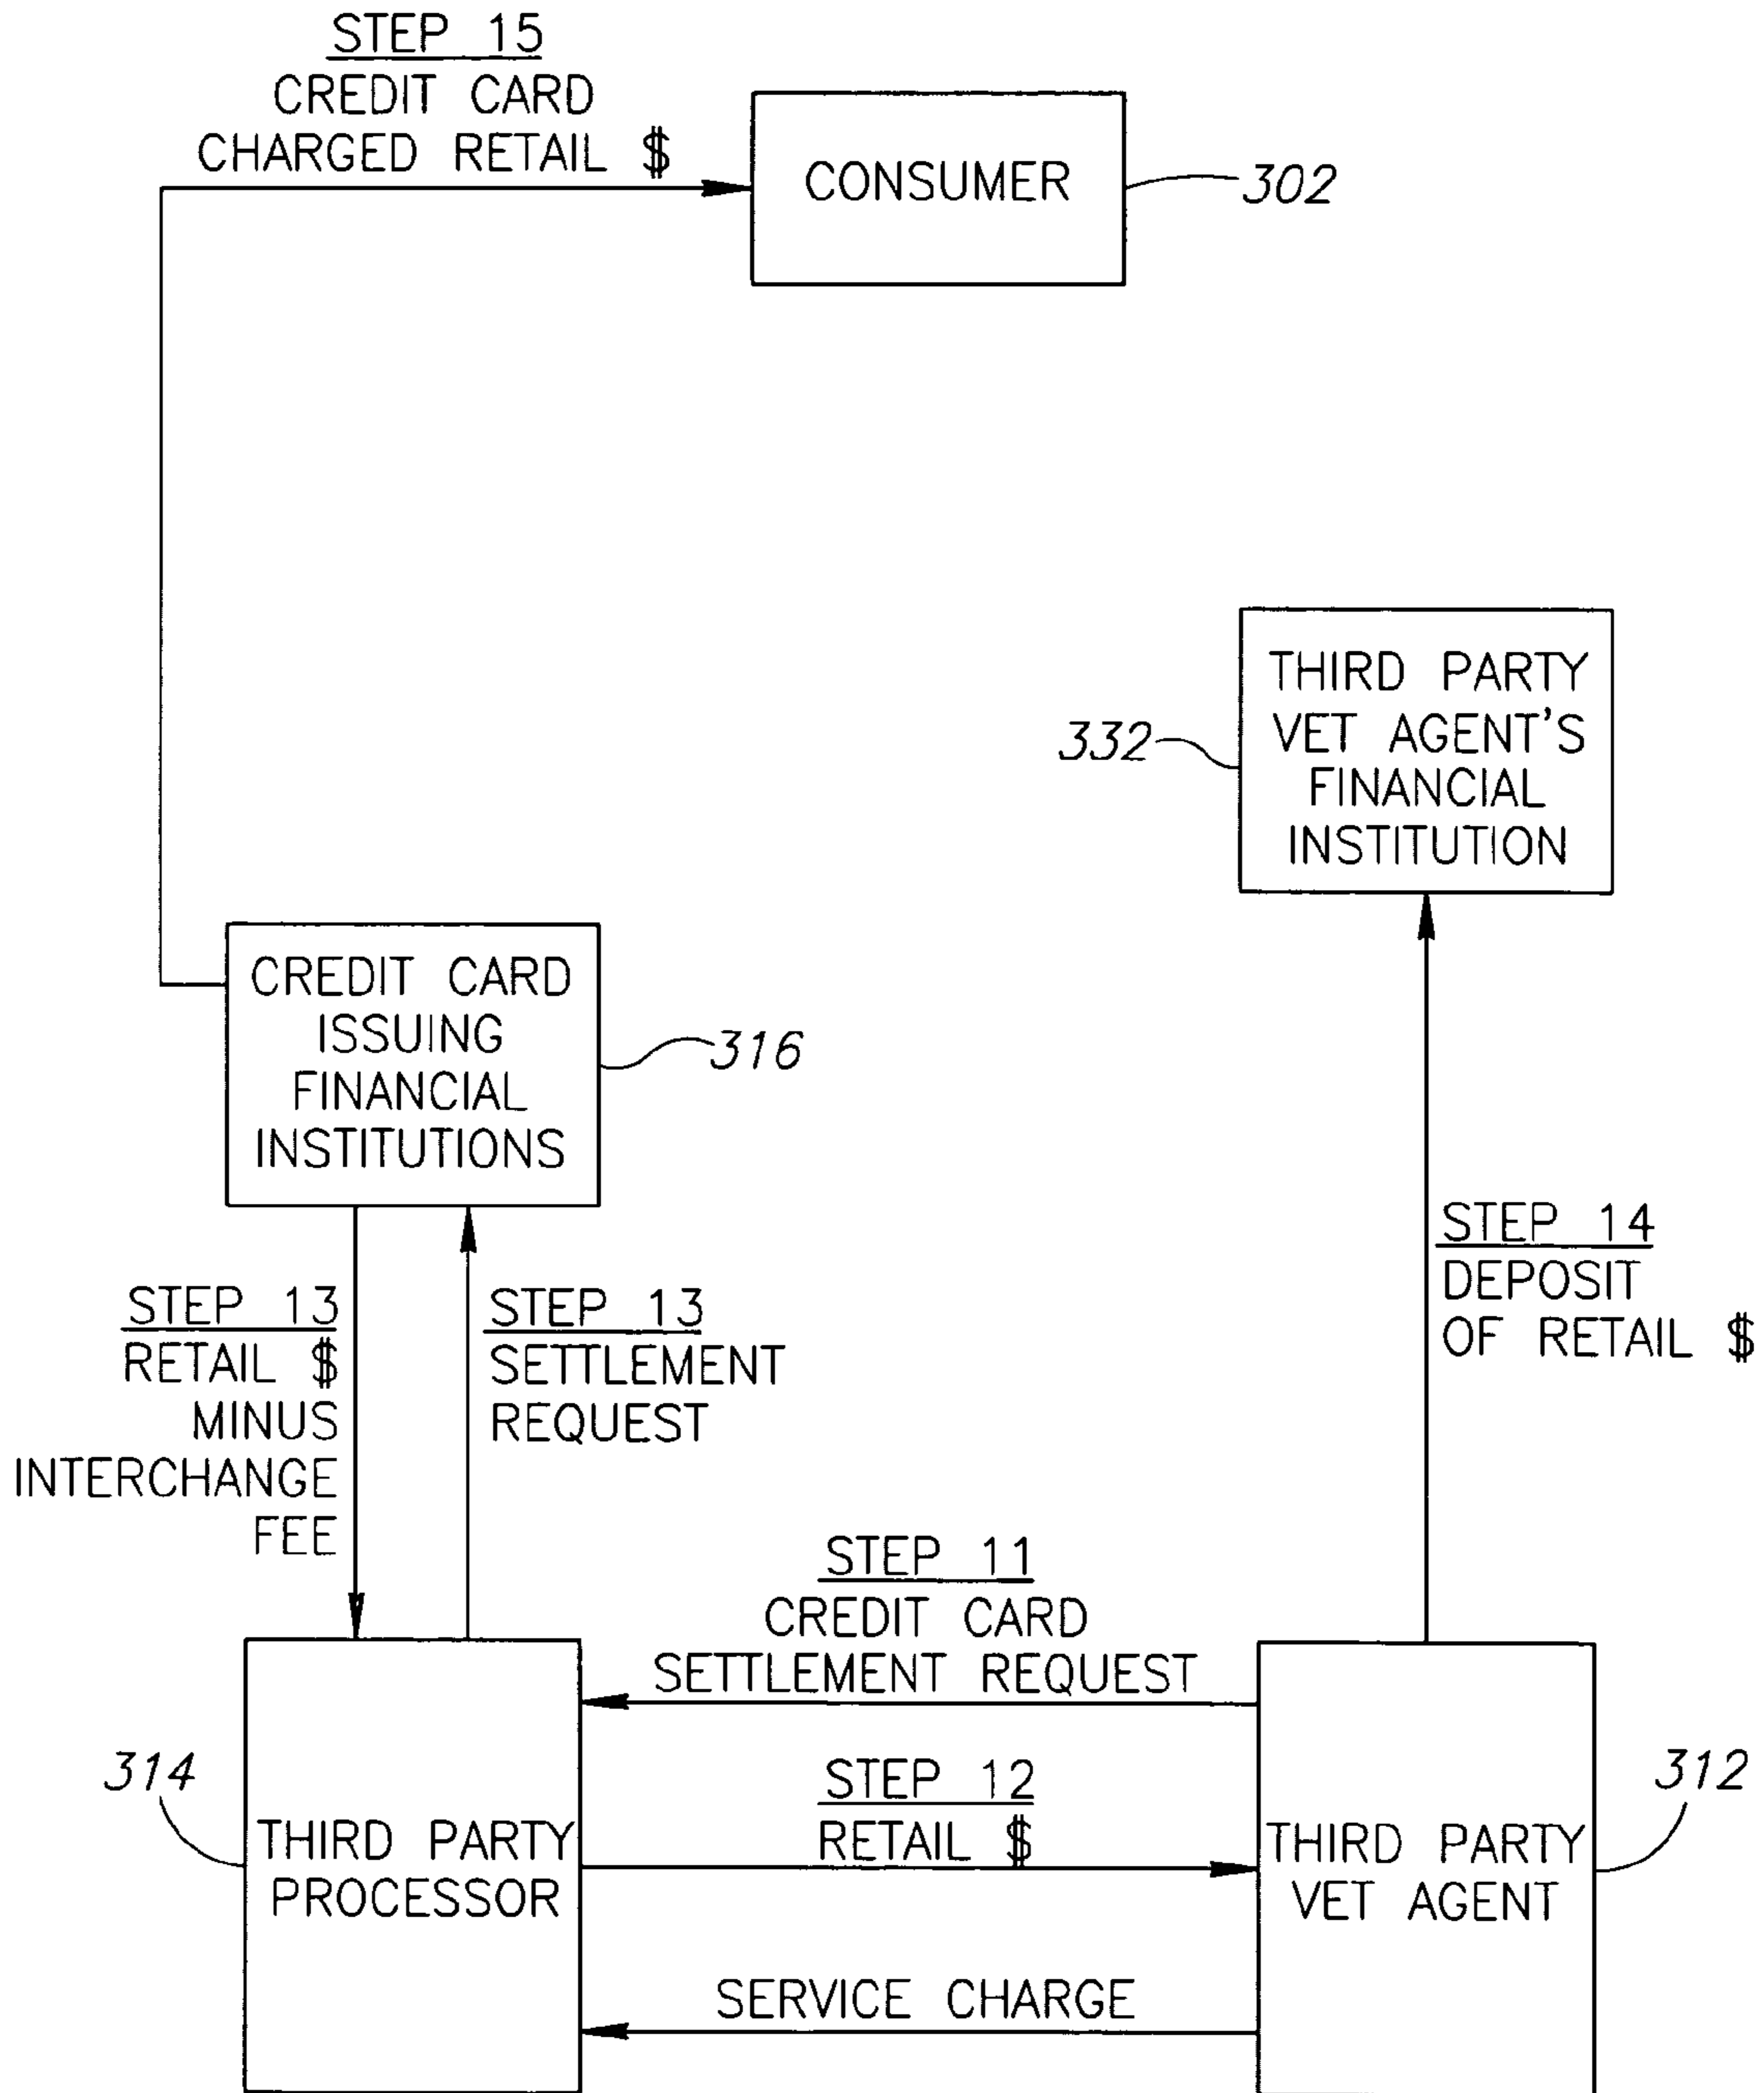 STEP 15
CREDIT CARD
CHARGED RETAIL $
CONSUMER
302
THIRD PARTY
VET AGENT'S
FINANCIAL
INSTITUTION
332
CREDIT CARD
ISSUING
FINANCIAL
INSTITUTIONS
316
STEP 14
DEPOSIT
OF RETAIL $
STEP 13
RETAIL $
MINUS
INTERCHANGE
FEE
STEP 13
SETTLEMENT
REQUEST
STEP 11
CREDIT CARD
SETTLEMENT REQUEST
STEP 12
RETAIL $
SERVICE CHARGE
314
THIRD PARTY
PROCESSOR
312
THIRD PARTY
VET AGENT